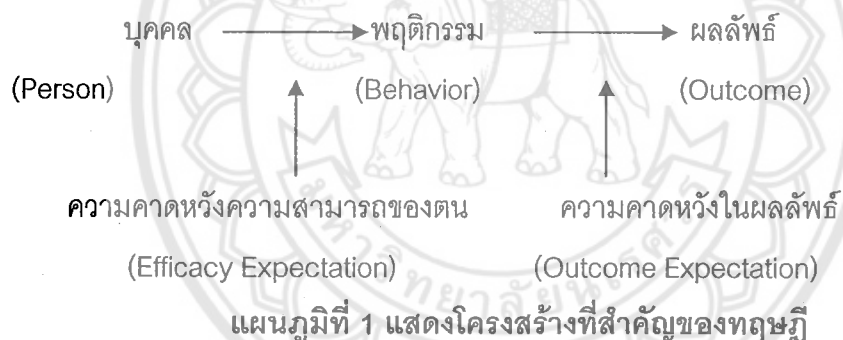 บุคคล พฤติกรรม ผลลัพธ์
(Person) (Behavior) (Outcome)
ความคาดหวังความสามารถของตน ความคาดหวังในผลลัพธ์
(Efficacy Expectation) (Outcome Expectation)
แผนภูมิที่ 1 แสดงโครงสร้างที่สำคัญของทฤษฎี